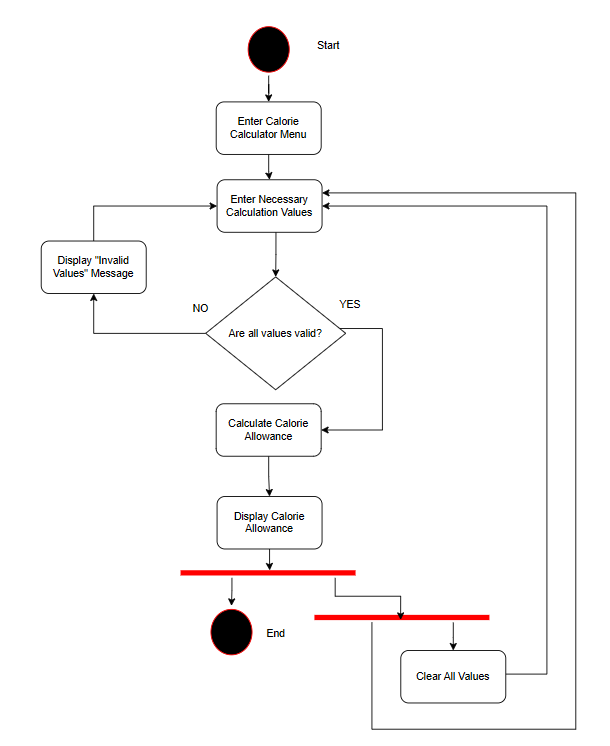 Start
Enter Calorie
Calculator Menu
Enter Necessary
Calculation Values
Display "Invalid
Values" Message
NO
YES
Are all values valid?
Calculate Calorie
Allowance
Display Calorie
Allowance
End
Clear All Values